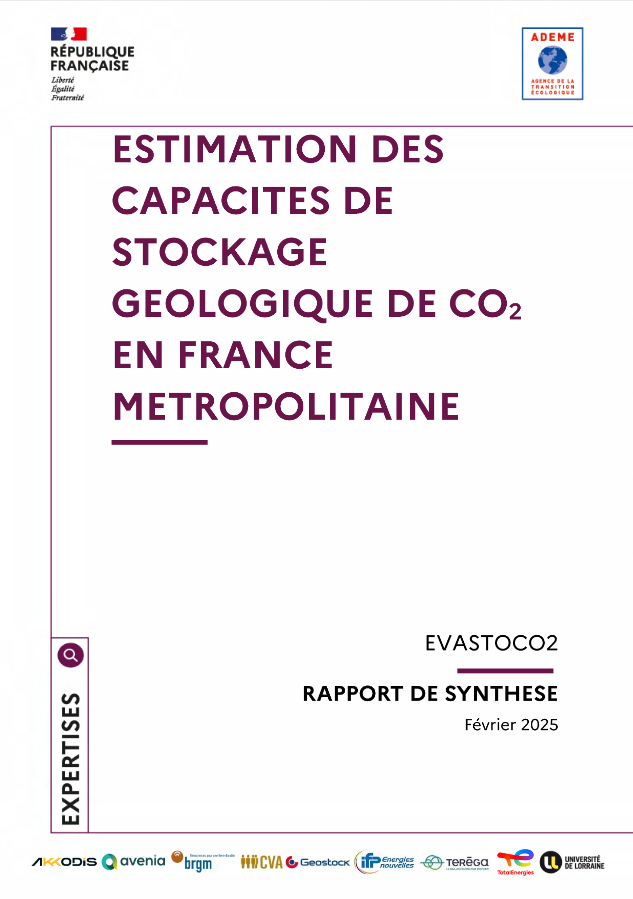 RÉPUBLIQUE
FRANÇAISE
Liberté
Égalité
Fraternité
ADEME
AGENCE DE LA
TRANSITION
ÉCOLOGIQUE
ESTIMATION DES
CAPACITES DE
STOCKAGE
GEOLOGIQUE DE CO₂
EN FRANCE
METROPOLITAINE
EVASTOCO2
RAPPORT DE SYNTHESE
Février 2025
EXPERTISES
AKKODIS
avenia
brgm
CVA
Geostock
ifp Energies
nouvelles
TERĒGA
TotalEnergies
UNIVERSITÉ
DE LORRAINE